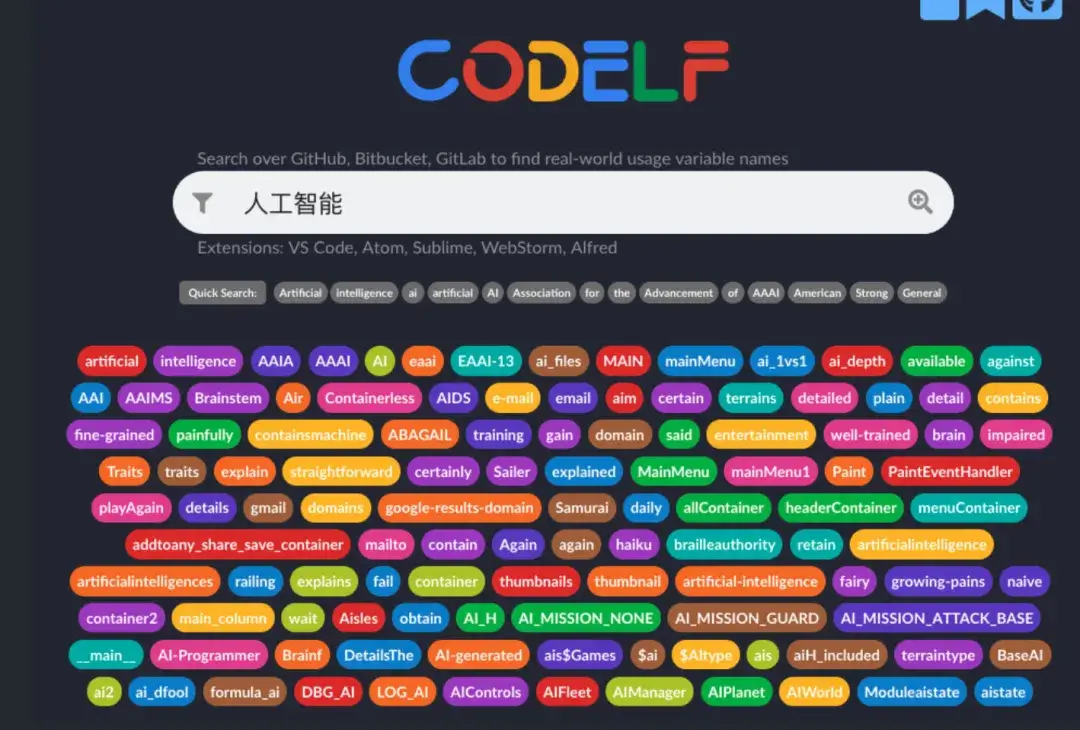 CODELF
Search over GitHub, Bitbucket, GitLab to find real-world usage variable names
人工智能
Extensions: VS Code, Atom, Sublime, WebStorm, Alfred
Quick Search: Artificial intelligence ai artificial AI Association for the Advancement of AAAI American Strong General
artificial intelligence AAIA AAAI AI eaai EAAI-13 ai_files MAIN mainMenu ai_1vs1 ai_depth available against
AAI AAIMS Brainstem Air Containerless AIDS e-mail email aim certain terrains detailed plain detail contains
fine-grained painfully containsmachine ABAGAIL training gain domain said entertainment well-trained brain impaired
Traits traits explain straightforward certainly Sailer explained MainMenu mainMenu1 Paint PaintEventHandler
playAgain details gmail domains google-results-domain Samurai daily allContainer headerContainer menuContainer
addtoany_share_save_container mailto contain Again again haiku brailleauthority retain artificialintelligence
artificialintelligences railing explains fail container thumbnails thumbnail artificial-intelligence fairy growing-pains naive
container2 main_column wait Aisles obtain AI_H AI_MISSION_NONE AI_MISSION_GUARD AI_MISSION_ATTACK_BASE
__main__ AI-Programmer Brainf DetailsThe AI-generated ais$Games $ai $AItype ais aiH_included terraintype BaseAI
ai2 ai_dfool formula_ai DBG_AI LOG_AI AIControls AIFleet AIManager AIPlanet AIWorld Moduleaistate aistate